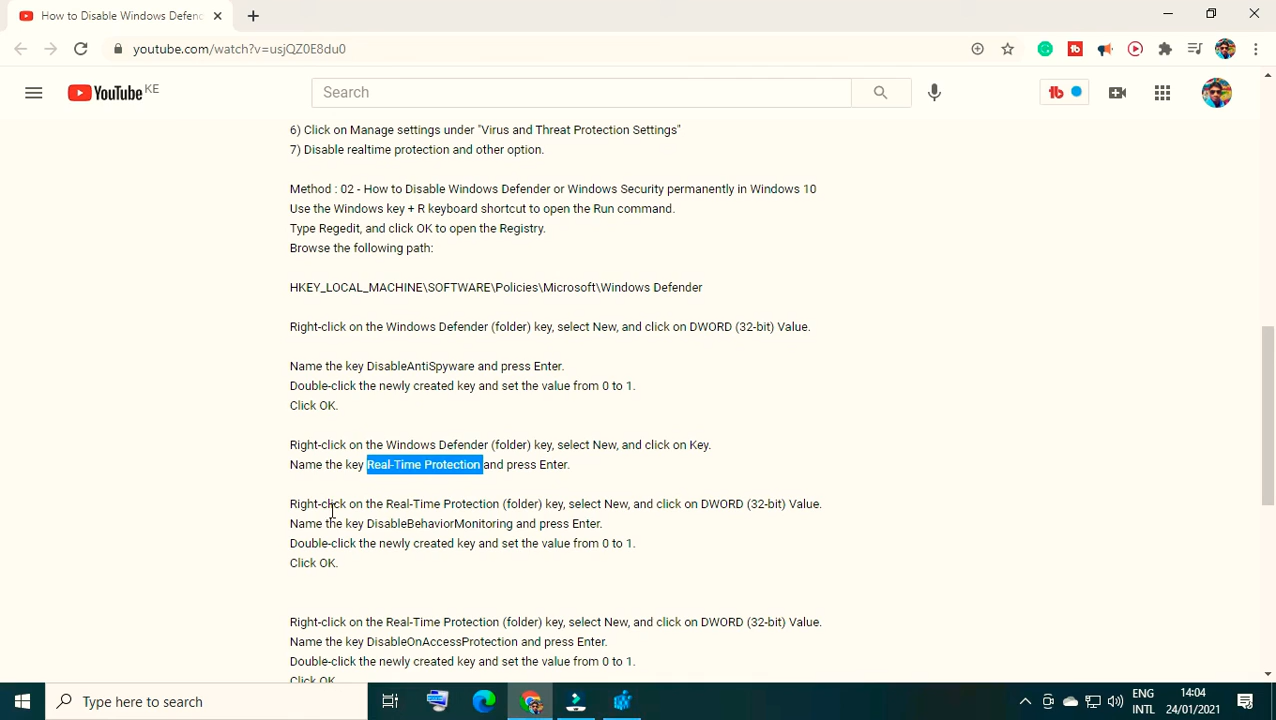 How to Disable Windows Defend
youtube.com/watch?v=usjQZ0E8du0
YouTube KE
Search
6) Click on Manage settings under "Virus and Threat Protection Settings"
7) Disable realtime protection and other option.
Method : 02 - How to Disable Windows Defender or Windows Security permanently in Windows 10
Use the Windows key + R keyboard shortcut to open the Run command.
Type Regedit, and click OK to open the Registry.
Browse the following path:
HKEY_LOCAL_MACHINE\SOFTWARE\Policies\Microsoft\Windows Defender
Right-click on the Windows Defender (folder) key, select New, and click on DWORD (32-bit) Value.
Name the key DisableAntiSpyware and press Enter.
Double-click the newly created key and set the value from 0 to 1.
Click OK.
Right-click on the Windows Defender (folder) key, select New, and click on Key.
Name the key Real-Time Protection and press Enter.
Right-click on the Real-Time Protection (folder) key, select New, and click on DWORD (32-bit) Value.
Name the key DisableBehaviorMonitoring and press Enter.
Double-click the newly created key and set the value from 0 to 1.
Click OK.
Right-click on the Real-Time Protection (folder) key, select New, and click on DWORD (32-bit) Value.
Name the key DisableOnAccessProtection and press Enter.
Double-click the newly created key and set the value from 0 to 1.
Click OK.
Type here to search
ENG
INTL
14:04
24/01/2021